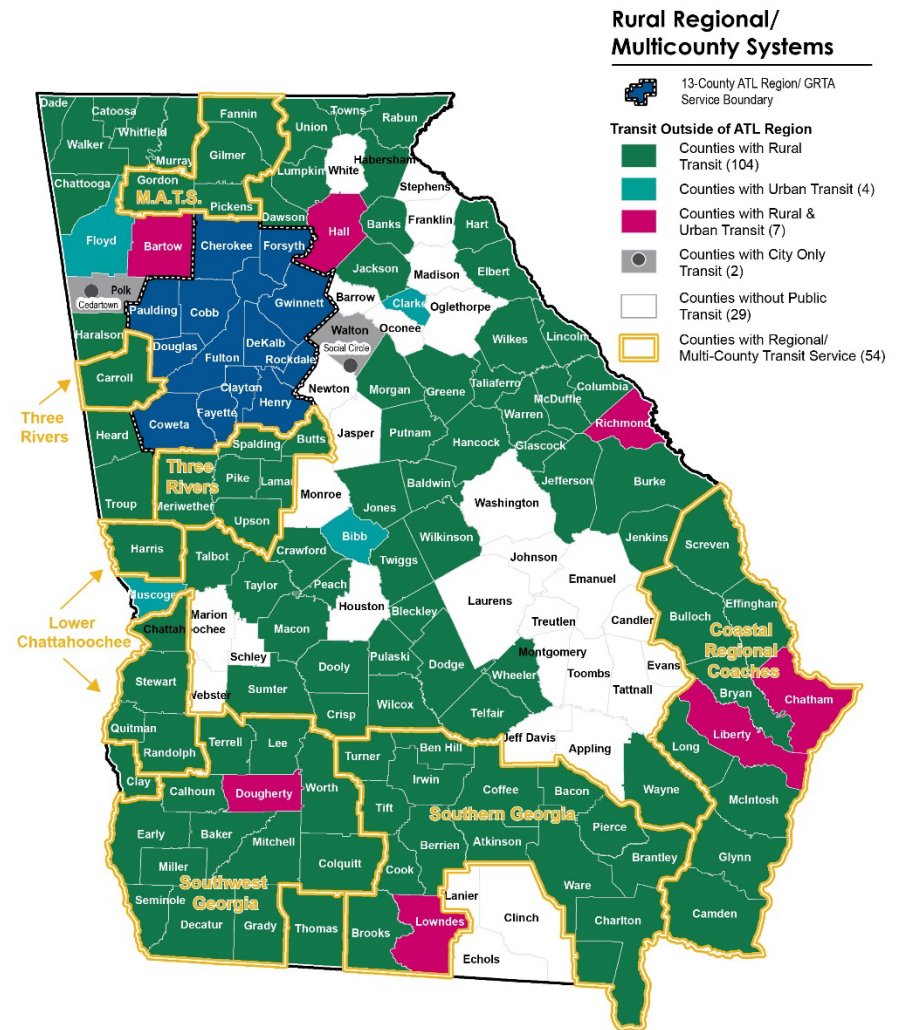 Rural Regional/
Multicounty Systems
13-County ATL Region/ GRTA
Service Boundary
Transit Outside of ATL Region
Counties with Rural
Transit (104)
Counties with Urban Transit (4)
Counties with Rural &
Urban Transit (7)
Counties with City Only
Transit (2)
Counties without Public
Transit (29)
Counties with Regional/
Multi-County Transit Service (54)
Dade
Catoosa
Whitfield
Walker
Murray
Fannin
Gilmer
Union
Towns
Rabun
Lumpkin
White
Habersham
Stephens
Chattooga
Gordon
M.A.T.S.
Pickens
Dawson
Hall
Banks
Franklin
Hart
Floyd
Bartow
Cherokee
Forsyth
Jackson
Madison
Elbert
Polk
Cedartown
Paulding
Cobb
Gwinnett
Barrow
Clarke
Oglethorpe
Oconee
Walton
Social Circle
Haralson
Douglas
Fulton
DeKalb
Rockdale
Wilkes
Lincoln
Carroll
Clayton
Henry
Fayette
Coweta
Newton
Morgan
Greene
Taliaferro
Columbia
McDuffie
Warren
Richmond
Three
Rivers
Heard
Spalding
Butts
Jasper
Putnam
Hancock
Glascock
Three
Rivers
Pike
Lamar
Meriwether
Upson
Troup
Monroe
Jones
Baldwin
Washington
Jefferson
Burke
Harris
Talbot
Crawford
Bibb
Twiggs
Wilkinson
Johnson
Jenkins
Screven
Lower
Chattahoochee
Muscogee
Taylor
Peach
Houston
Bleckley
Laurens
Emanuel
Treutlen
Candler
Bulloch
Effingham
Coastal
Regional
Coaches
Chattahoochee
Marion
Schley
Macon
Dooly
Pulaski
Dodge
Montgomery
Wheeler
Toombs
Evans
Tattnall
Bryan
Chatham
Stewart
Webster
Sumter
Crisp
Wilcox
Telfair
Jeff Davis
Appling
Long
Liberty
Quitman
Randolph
Terrell
Lee
Turner
Ben Hill
Irwin
Coffee
Bacon
Wayne
McIntosh
Clay
Calhoun
Dougherty
Worth
Tift
Southern Georgia
Pierce
Early
Baker
Mitchell
Berrien
Atkinson
Brantley
Glynn
Miller
Colquitt
Cook
Ware
Southwest
Georgia
Seminole
Decatur
Grady
Thomas
Brooks
Lowndes
Lanier
Clinch
Echols
Charlton
Camden